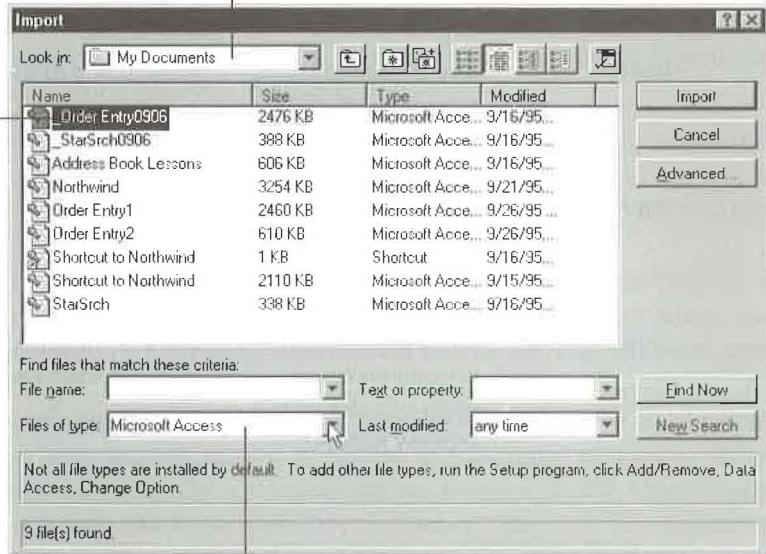 Import
Look in: My Documents
Name Size Type Modified
_Order Entry0906 2476 KB Microsoft Acce... 9/16/95...
_StarSrch0906 388 KB Microsoft Acce... 9/16/95...
Address Book Lessons 606 KB Microsoft Acce... 9/16/95...
Northwind 3254 KB Microsoft Acce... 9/21/95...
Order Entry1 2460 KB Microsoft Acce... 9/26/95...
Order Entry2 610 KB Microsoft Acce... 9/26/95...
Shortcut to Northwind 1 KB Shortcut 9/16/95...
Shortcut to Northwind 2110 KB Microsoft Acce... 9/15/95...
StarSrch 338 KB Microsoft Acce... 9/16/95...
Import
Cancel
Advanced...
Find files that match these criteria:
File name: Text or property: Find Now
Files of type: Microsoft Access Last modified: any time New Search
Not all file types are installed by default. To add other file types, run the Setup program, click Add/Remove, Data
Access, Change Option.
9 file(s) found.